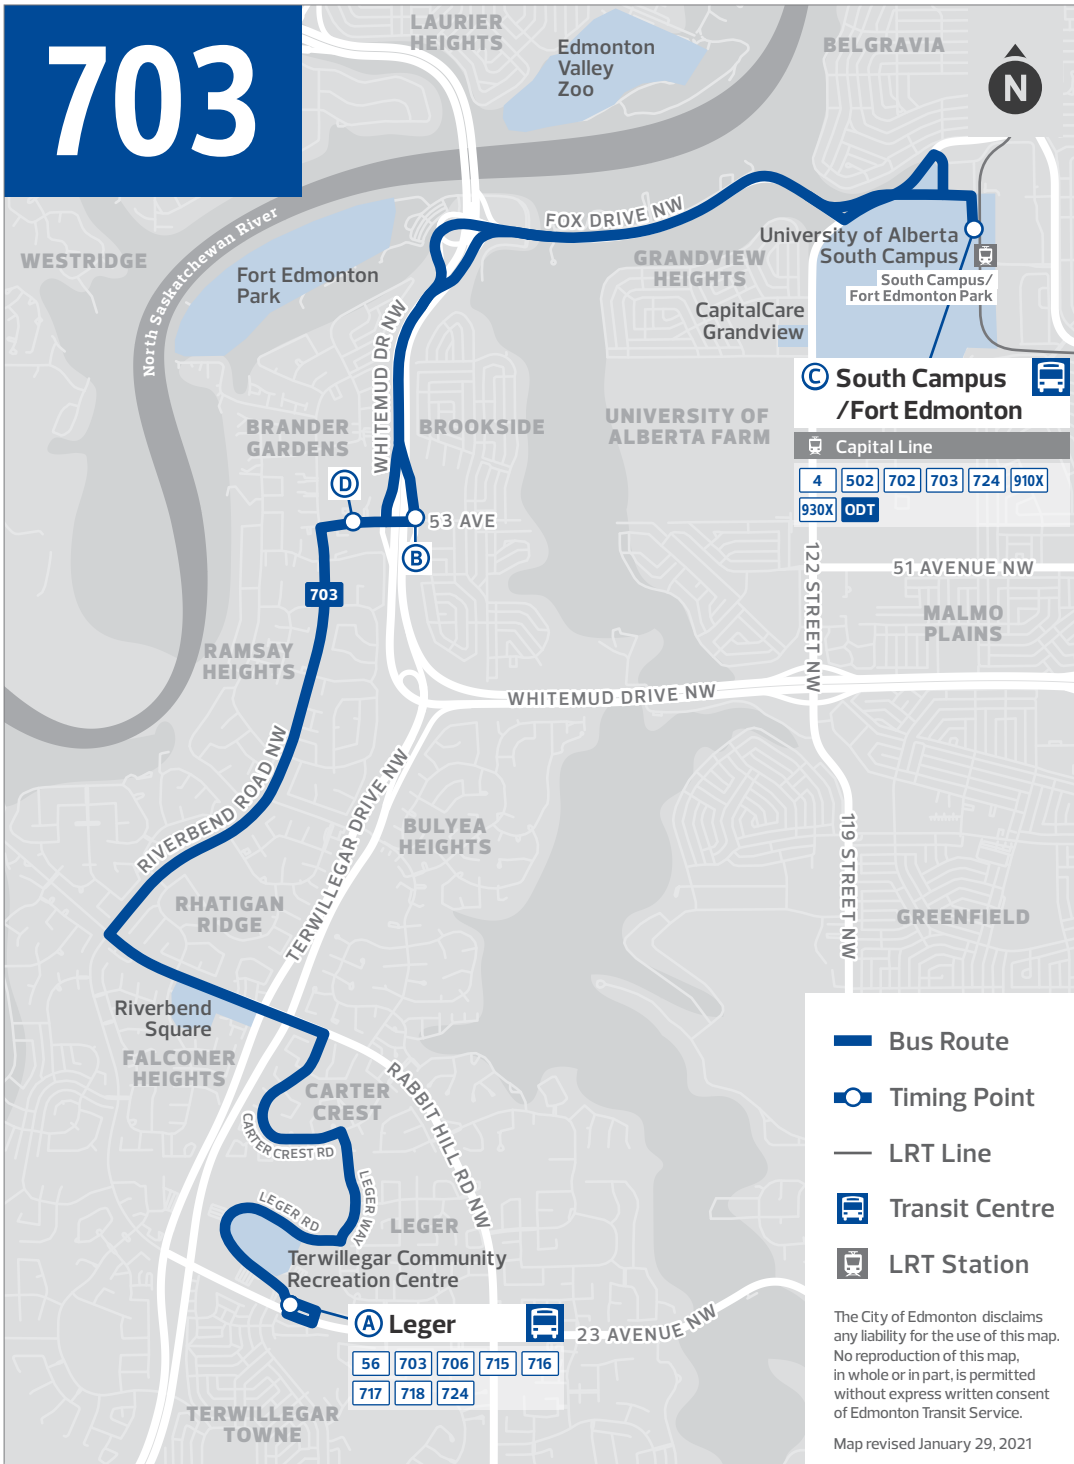 703
LAURIER
HEIGHTS
Edmonton
Valley
Zoo
BELGRAVIA
N
North Saskatchewan River
WESTRIDGE
Fort Edmonton
Park
FOX DRIVE NW
GRANDVIEW
HEIGHTS
University of Alberta
South Campus
South Campus/
Fort Edmonton Park
CapitalCare
Grandview
WHITEMUD DR NW
BRANDER
GARDENS
BROOKSIDE
UNIVERSITY OF
ALBERTA FARM
C South Campus
/Fort Edmonton
Capital Line
4 502 702 703 724 910X
930X ODT
D
53 AVE
B
703
122 STREET NW
51 AVENUE NW
MALMO
PLAINS
RAMSAY
HEIGHTS
WHITEMUD DRIVE NW
RIVERBEND ROAD NW
TERWILLEGAR DRIVE NW
BULYEA
HEIGHTS
119 STREET NW
RHATIGAN
RIDGE
GREENFIELD
Riverbend
Square
FALCONER
HEIGHTS
CARTER
CREST
RABBIT HILL RD NW
CARTER CREST RD
LEGER WAY
LEGER RD
LEGER
Terwillegar Community
Recreation Centre
A Leger
56 703 706 715 716
717 718 724
23 AVENUE NW
TERWILLEGAR
TOWNE
Bus Route
Timing Point
LRT Line
Transit Centre
LRT Station
The City of Edmonton disclaims
any liability for the use of this map.
No reproduction of this map,
in whole or in part, is permitted
without express written consent
of Edmonton Transit Service.
Map revised January 29, 2021